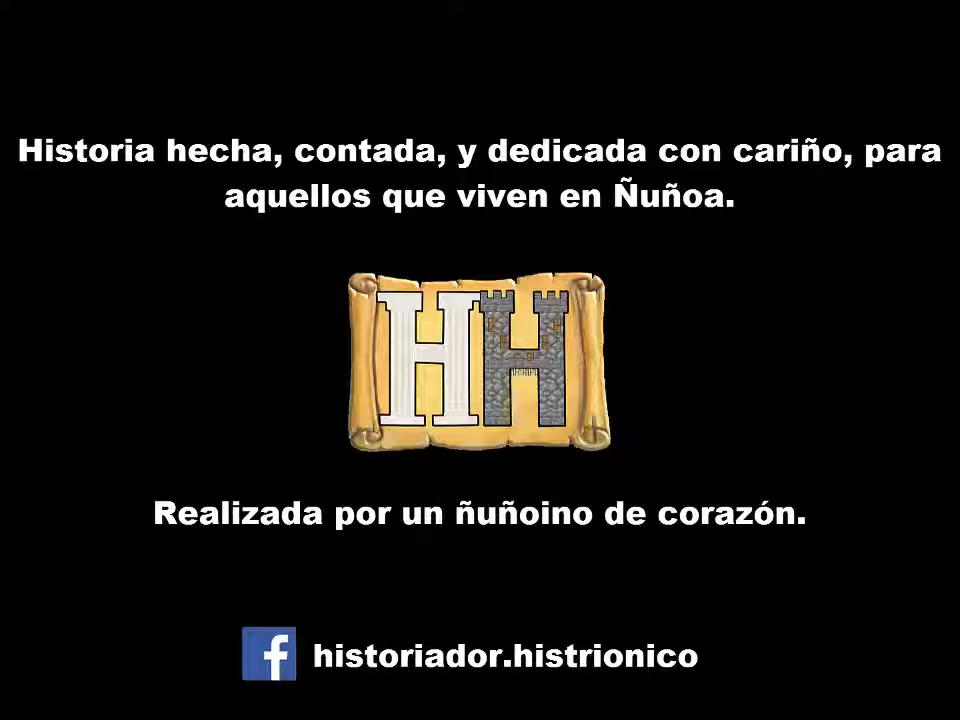 Historia hecha, contada, y dedicada con cariño, para
aquellos que viven en Ñuñoa.
HH
Realizada por un ñuñoino de corazón.
f historiador.histrionico